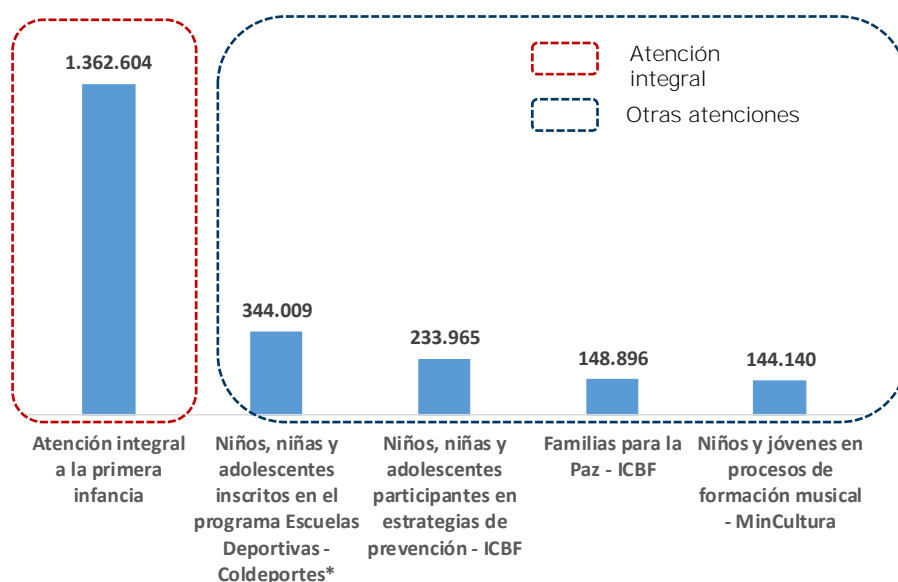 1.362.604
Atención
integral
Otras atenciones
344.009
233.965
148.896
144.140
Atención integral
a la primera
infancia
Niños, niñas y
adolescentes
inscritos en el
programa Escuelas
Deportivas -
Coldeportes*
Niños, niñas y
adolescentes
participantes en
estrategias de
prevención - ICBF
Familias para la
Paz - ICBF
Niños y jóvenes en
procesos de
formación musical
- MinCultura